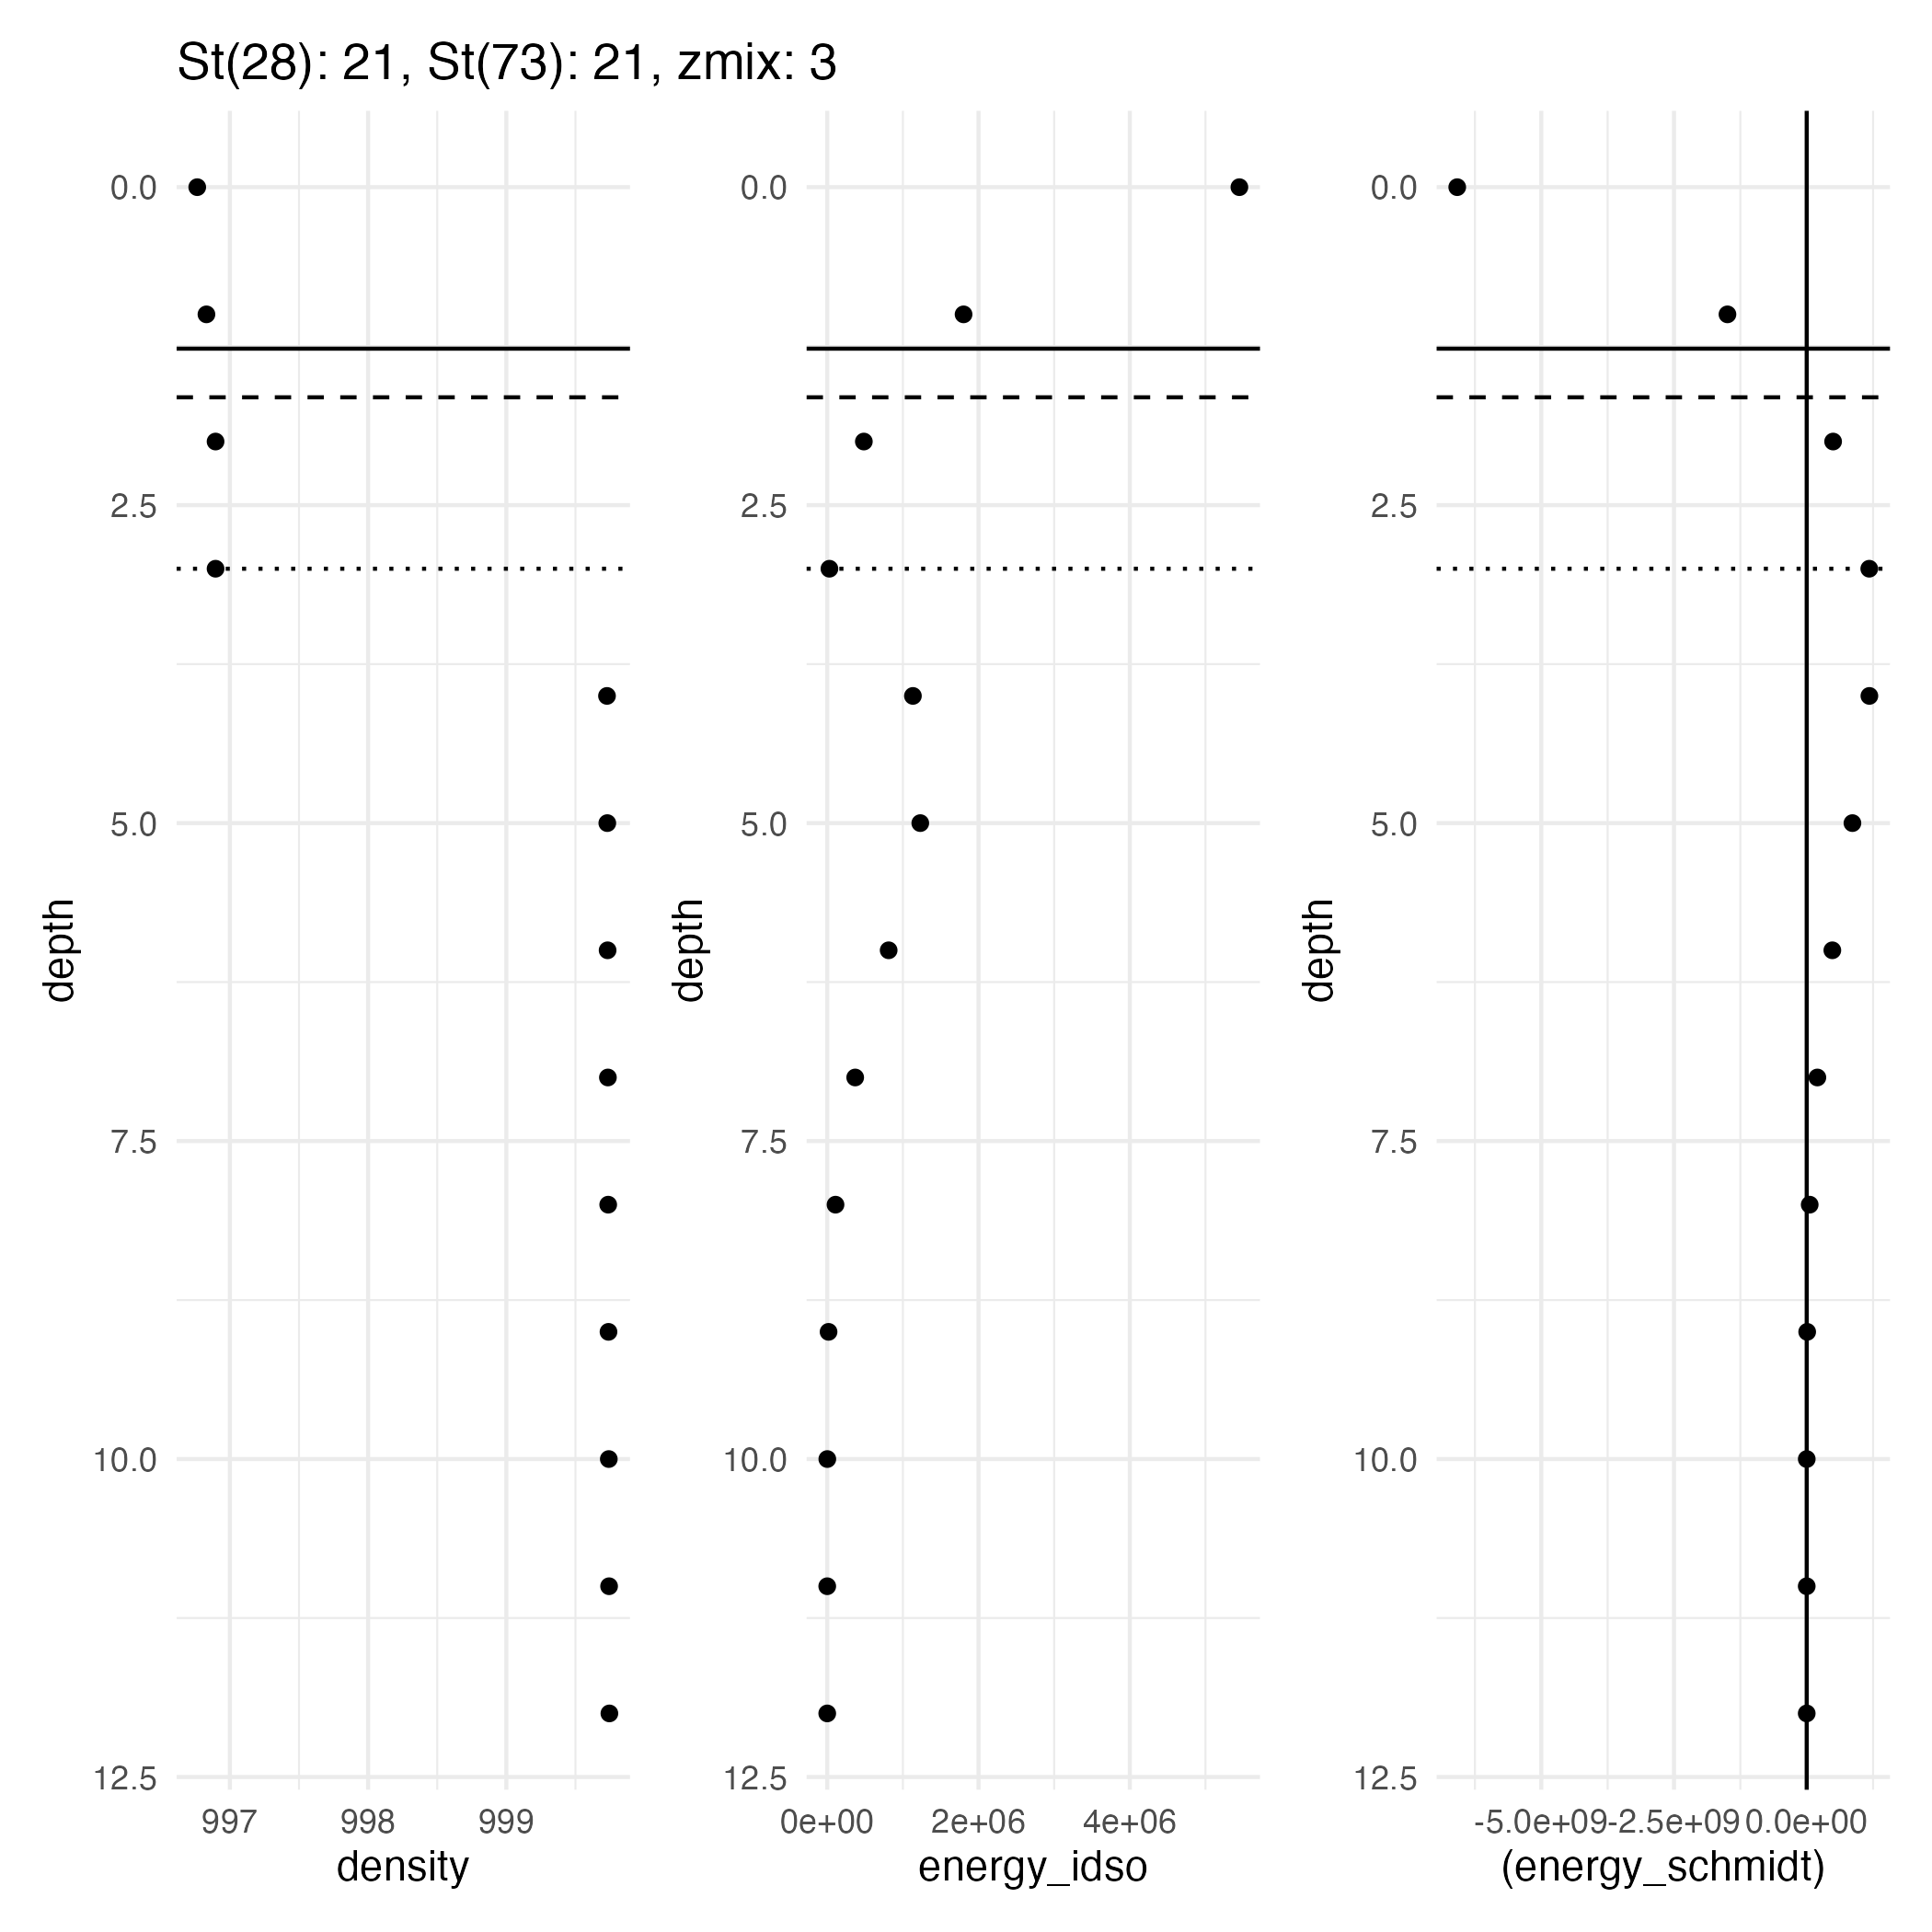 St(28): 21, St(73): 21, zmix: 3
0.0
2.5
5.0
7.5
10.0
12.5
depth
997 998 999
density
0.0
2.5
5.0
7.5
10.0
12.5
depth
0e+00 2e+06 4e+06
energy_idso
0.0
2.5
5.0
7.5
10.0
12.5
depth
-5.0e+09 -2.5e+09 0.0e+00
(energy_schmidt)